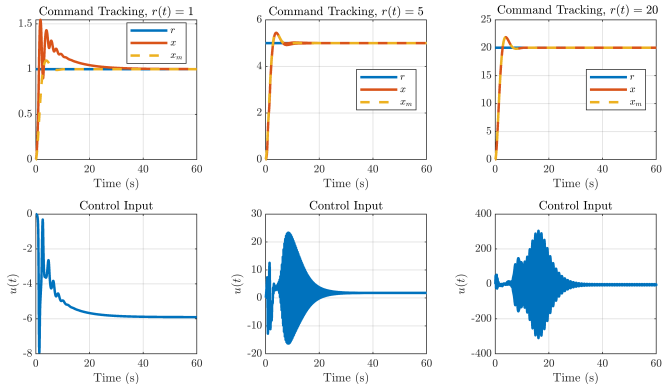 Command Tracking, r(t) = 1
1.5
1
0.5
0
r
x
x_m
0
20
40
60
Time (s)
Command Tracking, r(t) = 5
6
4
2
0
r
x
x_m
0
20
40
60
Time (s)
Command Tracking, r(t) = 20
25
20
15
10
5
0
r
x
x_m
0
20
40
60
Time (s)
Control Input
0
-2
-4
-6
-8
u(t)
0
20
40
60
Time (s)
Control Input
30
20
10
0
-10
-20
u(t)
0
20
40
60
Time (s)
Control Input
400
200
0
-200
-400
u(t)
0
20
40
60
Time (s)